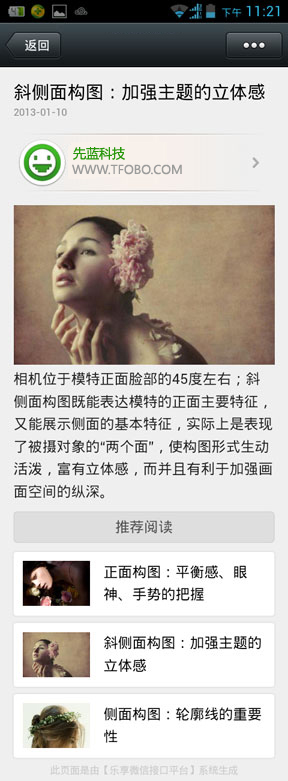 下午 11:21
返回
斜侧面构图：加强主题的立体感
2013-01-10
先蓝科技
WWW.TFOBO.COM
相机位于模特正面脸部的45度左右；斜
侧面构图既能表达模特的正面主要特征，
又能展示侧面的基本特征，实际上是表现
了被摄对象的“两个面”，使构图形式生动
活泼，富有立体感，而并且有利于加强画
面空间的纵深。
推荐阅读
正面构图：平衡感、眼
神、手势的把握
斜侧面构图：加强主题的
立体感
侧面构图：轮廓线的重要
性
此页面是由【乐享微信接口平台】系统生成